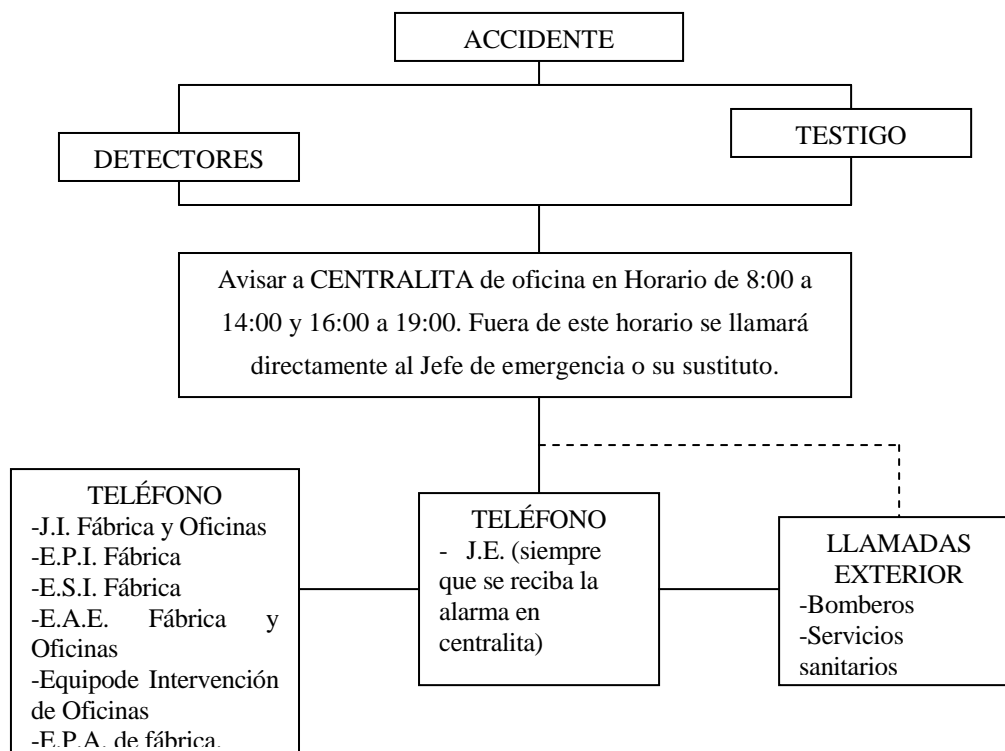 ACCIDENTE
DETECTORES
TESTIGO
Avisar a CENTRALITA de oficina en Horario de 8:00 a
14:00 y 16:00 a 19:00. Fuera de este horario se llamará
directamente al Jefe de emergencia o su sustituto.
TELÉFONO
-J.I. Fábrica y Oficinas
-E.P.I. Fábrica
-E.S.I. Fábrica
-E.A.E. Fábrica y
Oficinas
-Equipode Intervención
de Oficinas
-E.P.A. de fábrica.
TELÉFONO
- J.E. (siempre
que se reciba la
alarma en
centralita)
LLAMADAS
EXTERIOR
-Bomberos
-Servicios
sanitarios